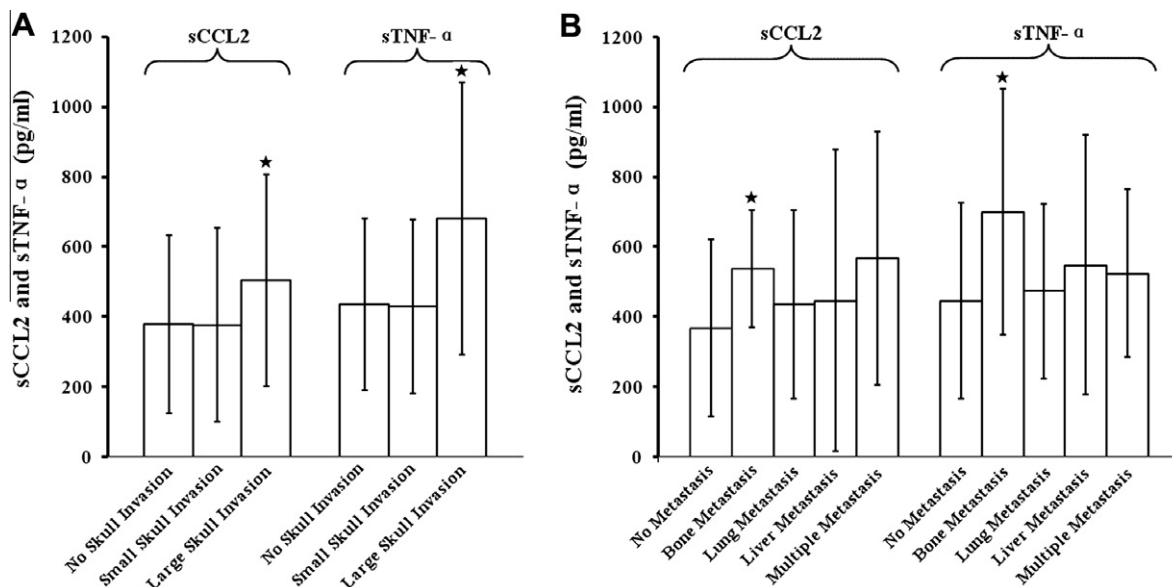 A
sCCL2 and sTNF-α (pg/ml)
1200
1000
800
600
400
200
0
sCCL2
sTNF-α
★
★
No Skull Invasion
Small Skull Invasion
Large Skull Invasion
No Skull Invasion
Small Skull Invasion
Large Skull Invasion
B
sCCL2 and sTNF-α (pg/ml)
1200
1000
800
600
400
200
0
sCCL2
sTNF-α
★
★
No Metastasis
Bone Metastasis
Lung Metastasis
Liver Metastasis
Multiple Metastasis
No Metastasis
Bone Metastasis
Lung Metastasis
Liver Metastasis
Multiple Metastasis